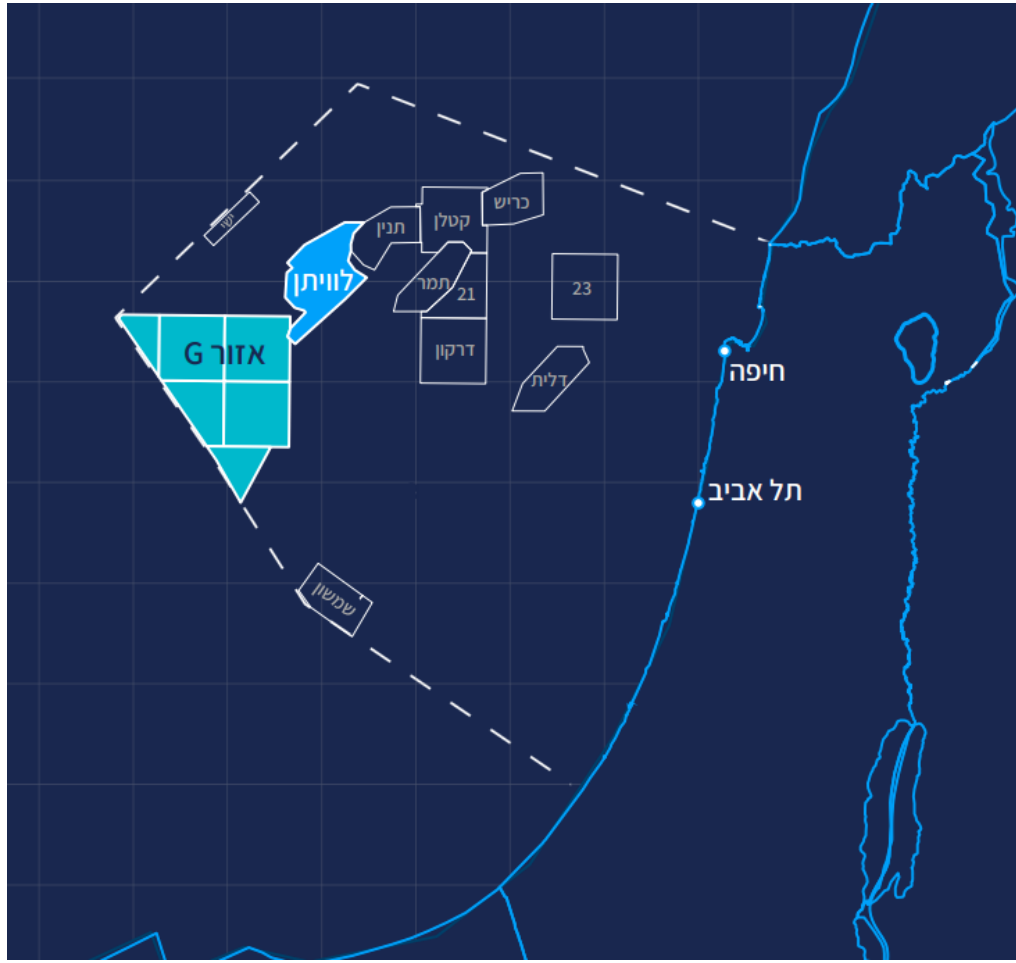 כריש
קטלן
ישי
תנין
לוויתן
תמר
21
23
אזור G
דרקון
דלית
חיפה
תל אביב
שמשון